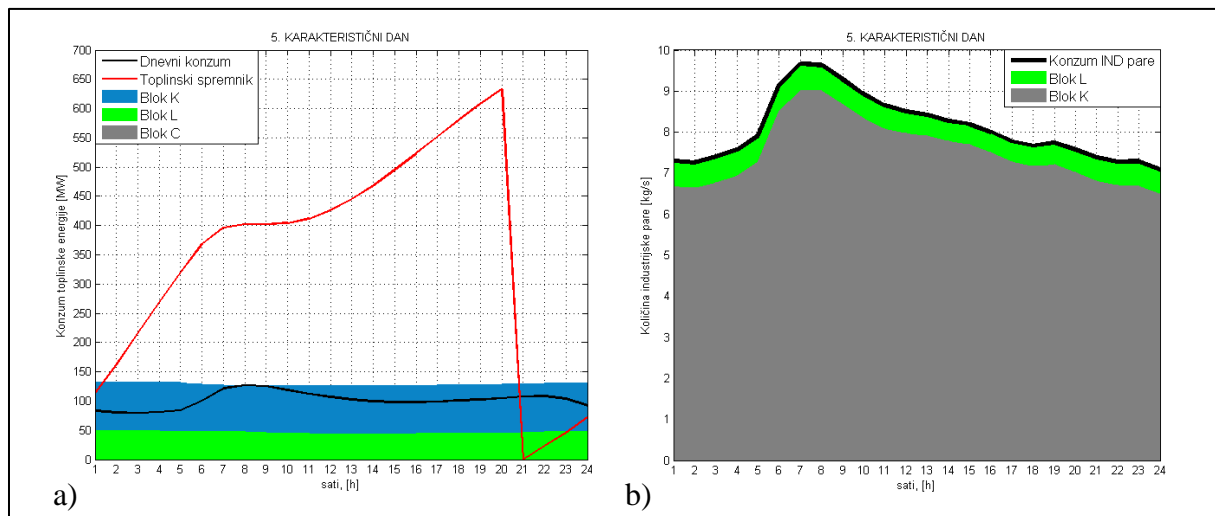 5. KARAKTERISTIČNI DAN
Konzum toplinske energije [MW]
700
650
600
550
500
450
400
350
300
250
200
150
100
50
0
Dnevni konzum
Toplinski spremnik
Blok K
Blok L
Blok C
1 2 3 4 5 6 7 8 9 10 11 12 13 14 15 16 17 18 19 20 21 22 23 24
sati, [h]
a)
5. KARAKTERISTIČNI DAN
Količina industrijske pare [kg/s]
10
9
8
7
6
5
4
3
2
1
0
Konzum IND pare
Blok L
Blok K
1 2 3 4 5 6 7 8 9 10 11 12 13 14 15 16 17 18 19 20 21 22 23 24
sati, [h]
b)